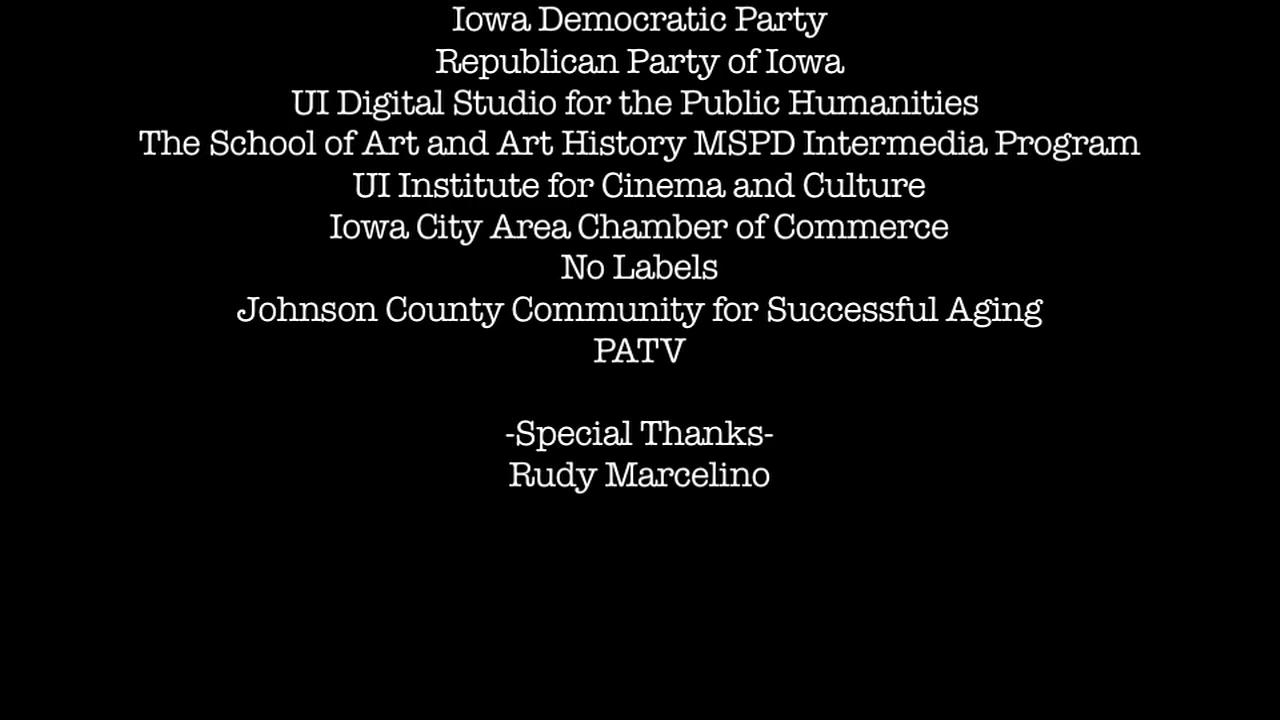 Iowa Democratic Party
Republican Party of Iowa
UI Digital Studio for the Public Humanities
The School of Art and Art History MSPD Intermedia Program
UI Institute for Cinema and Culture
Iowa City Area Chamber of Commerce
No Labels
Johnson County Community for Successful Aging
PATV
-Special Thanks-
Rudy Marcelino